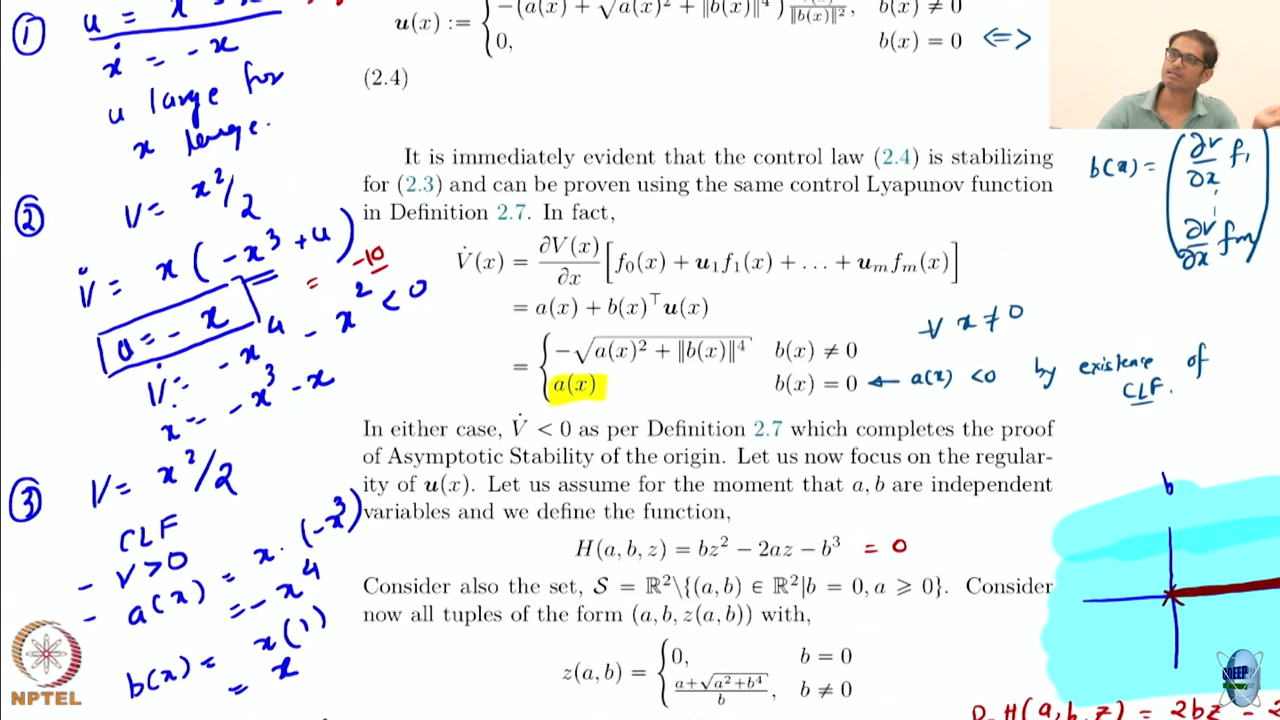 ① u = x
ẋ = - x
u large for
x large.
② V = x²/2
V̇ = x ( -x³ + u )
= -10
u = - x
V̇ = - x⁴ - x² < 0
ẋ = - x³ - x
③ V = x²/2
CLF
- V > 0
- a(x) = x . (-x³)
= - x⁴
b(x) = x(1)
= x
u(x) := { -(a(x) + √a(x)² + ‖b(x)‖⁴) / ‖b(x)‖², b(x) ≠ 0
0, b(x) = 0 <=>
(2.4)
It is immediately evident that the control law (2.4) is stabilizing
for (2.3) and can be proven using the same control Lyapunov function
in Definition 2.7. In fact,
V̇(x) = ∂V(x)/∂x [f₀(x) + u₁f₁(x) + . . . + uₘfₘ(x)]
= a(x) + b(x)ᵀu(x)
= { -√a(x)² + ‖b(x)‖⁴ b(x) ≠ 0
a(x) b(x) = 0 ← a(x) < 0 by existence of
CLF.
∀ x ≠ 0
In either case, V̇ < 0 as per Definition 2.7 which completes the proof
of Asymptotic Stability of the origin. Let us now focus on the regular-
ity of u(x). Let us assume for the moment that a, b are independent
variables and we define the function,
H(a, b, z) = bz² − 2az − b³ = 0
Consider also the set, S = ℝ²\{(a, b) ∈ ℝ²|b = 0, a ⩾ 0}. Consider
now all tuples of the form (a, b, z(a, b)) with,
z(a, b) = { 0, b = 0
a+√a²+b⁴ / b, b ≠ 0
b(x) = ( ∂V/∂x f₁
⋮
∂V/∂x fₘ )
b
H(a, b, z) = 2bz -
NPTEL